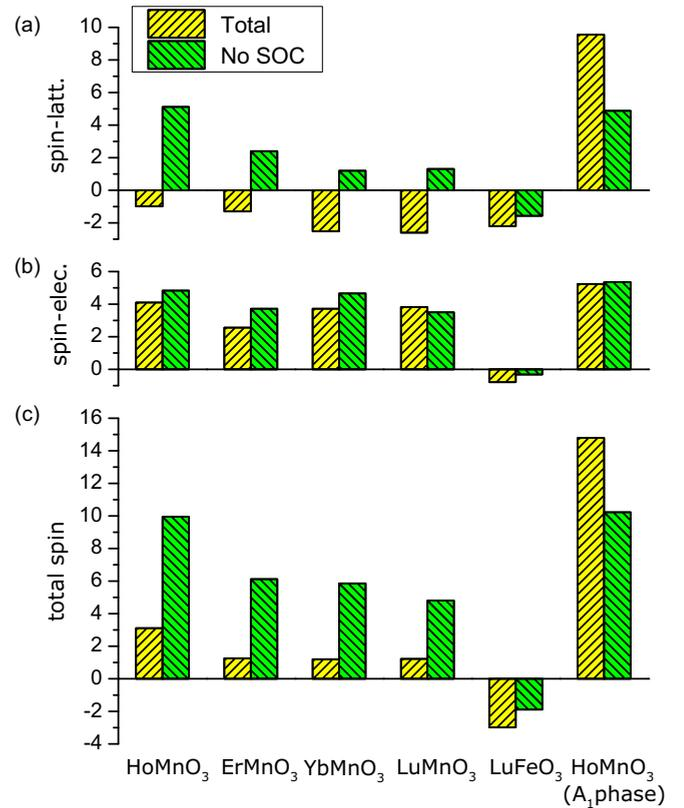 (a)
Total
No SOC
spin-latt.
10
8
6
4
2
0
-2
(b)
spin-elec.
6
4
2
0
(c)
total spin
16
14
12
10
8
6
4
2
0
-2
-4
HoMnO₃ ErMnO₃ YbMnO₃ LuMnO₃ LuFeO₃ HoMnO₃
(A₁phase)